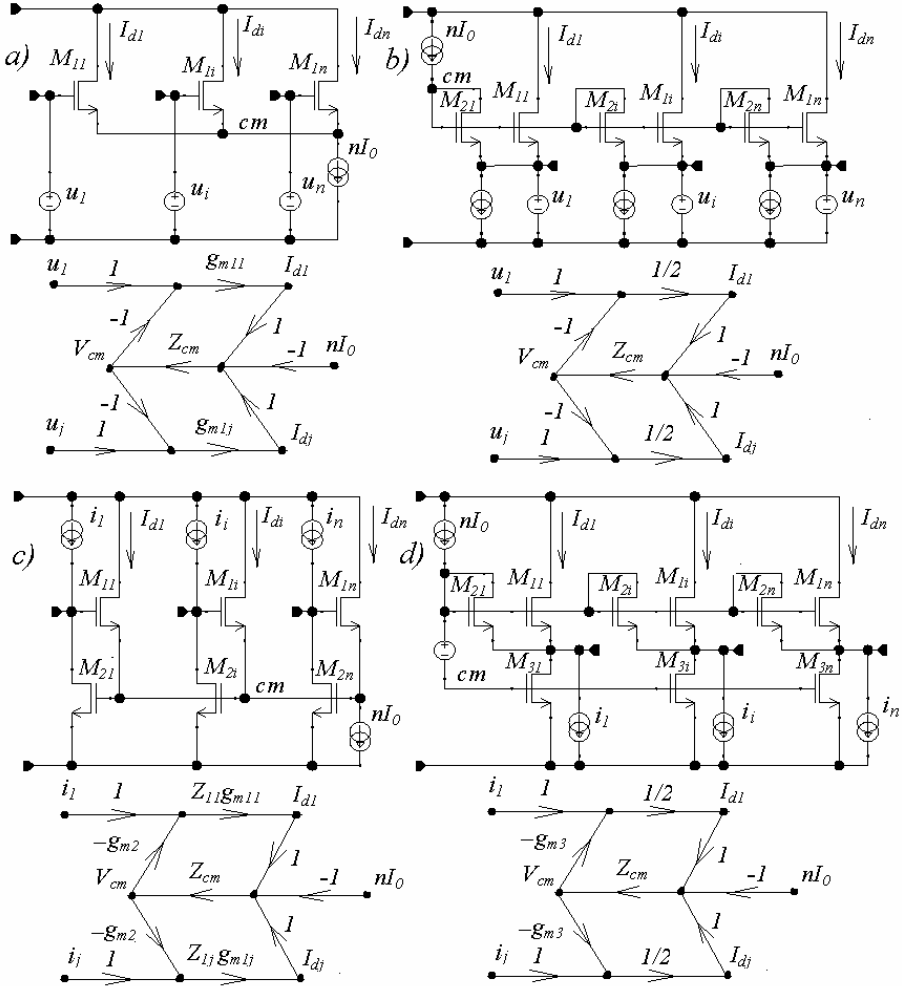 a)
I_d1
I_di
I_dn
M_11
M_1i
M_1n
cm
nI_0
u_1
u_i
u_n
u_1
1
g_m11
I_d1
-1
1
V_cm
Z_cm
-1
nI_0
-1
1
u_j
1
g_m1j
I_dj
b)
nI_0
I_d1
I_di
I_dn
cm
M_21
M_11
M_2i
M_1i
M_2n
M_1n
u_1
u_i
u_n
u_1
1
1/2
I_d1
-1
1
V_cm
Z_cm
-1
nI_0
-1
1
u_j
1
1/2
I_dj
c)
i_1
I_d1
i_i
I_di
i_n
I_dn
M_11
M_1i
M_1n
M_21
M_2i
M_2n
cm
nI_0
i_1
1
Z_11 g_m11
I_d1
-g_m2
1
V_cm
Z_cm
-1
nI_0
-g_m2
1
i_j
1
Z_1j g_m1j
I_dj
d)
nI_0
I_d1
I_di
I_dn
M_21
M_11
M_2i
M_1i
M_2n
M_1n
M_31
M_3i
M_3n
cm
i_1
i_i
i_n
i_1
1
1/2
I_d1
-g_m3
1
V_cm
Z_cm
-1
nI_0
-g_m3
1
i_j
1
1/2
I_dj